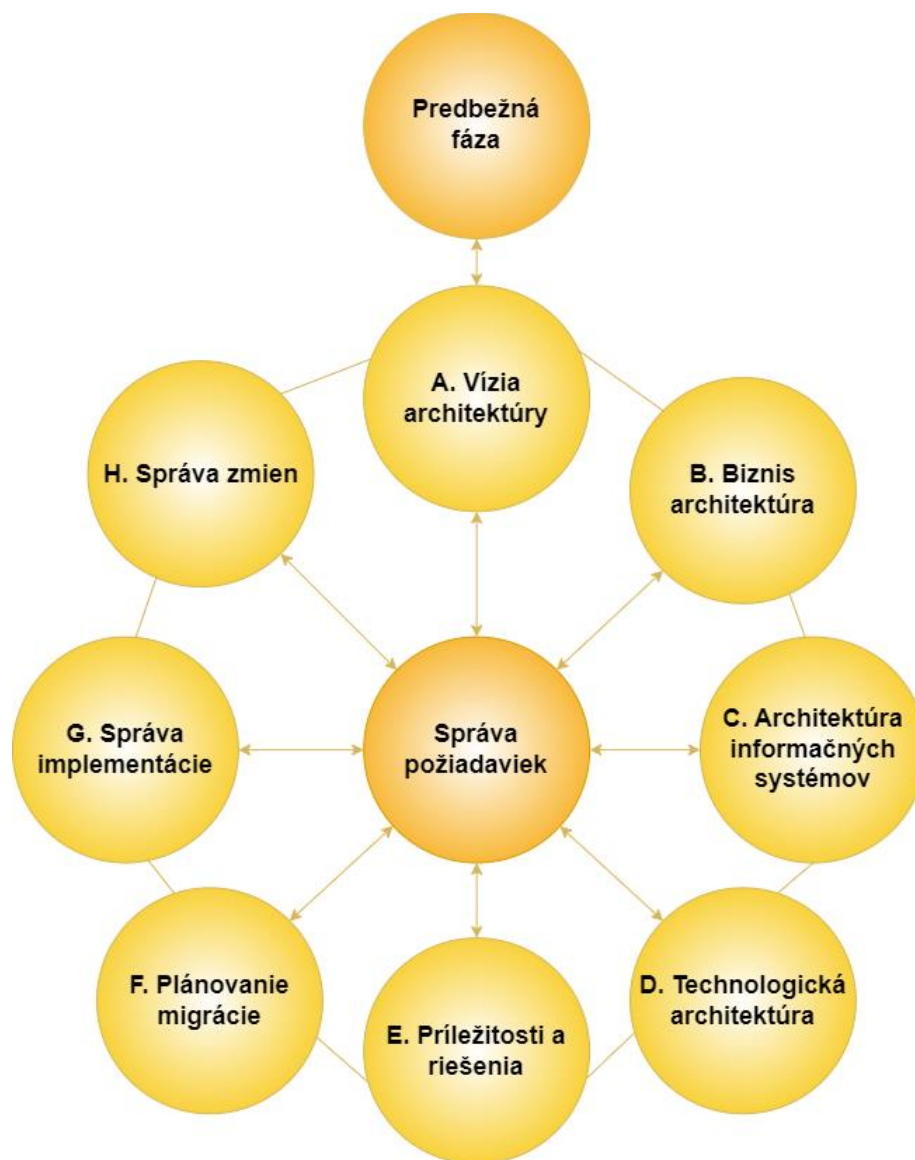 Predbežná
fáza
A. Vízia
architektúry
B. Biznis
architektúra
C. Architektúra
informačných
systémov
D. Technologická
architektúra
E. Príležitosti a
riešenia
F. Plánovanie
migrácie
G. Správa
implementácie
H. Správa zmien
Správa
požiadaviek